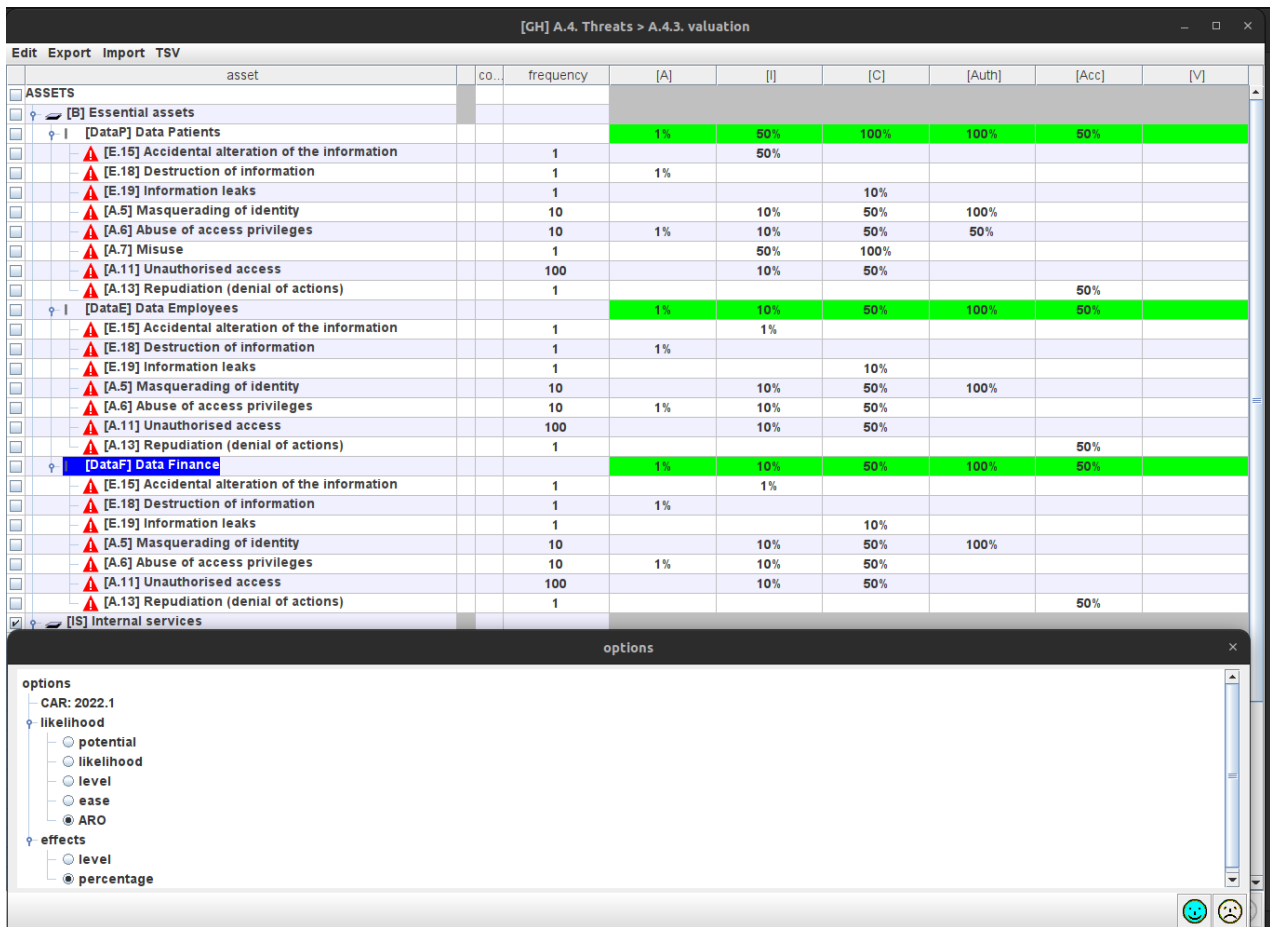 [GH] A.4. Threats > A.4.3. valuation
Edit Export Import TSV
asset co... frequency [A] [I] [C] [Auth] [Acc] [V]
ASSETS
[B] Essential assets
[DataP] Data Patients 1% 50% 100% 100% 50%
[E.15] Accidental alteration of the information 1 50%
[E.18] Destruction of information 1 1%
[E.19] Information leaks 1 10%
[A.5] Masquerading of identity 10 10% 50% 100%
[A.6] Abuse of access privileges 10 1% 10% 50% 50%
[A.7] Misuse 1 50% 100%
[A.11] Unauthorised access 100 10% 50%
[A.13] Repudiation (denial of actions) 1 50%
[DataE] Data Employees 1% 10% 50% 100% 50%
[E.15] Accidental alteration of the information 1 1%
[E.18] Destruction of information 1 1%
[E.19] Information leaks 1 10%
[A.5] Masquerading of identity 10 10% 50% 100%
[A.6] Abuse of access privileges 10 1% 10% 50%
[A.11] Unauthorised access 100 10% 50%
[A.13] Repudiation (denial of actions) 1 50%
[DataF] Data Finance 1% 10% 50% 100% 50%
[E.15] Accidental alteration of the information 1 1%
[E.18] Destruction of information 1 1%
[E.19] Information leaks 1 10%
[A.5] Masquerading of identity 10 10% 50% 100%
[A.6] Abuse of access privileges 10 1% 10% 50%
[A.11] Unauthorised access 100 10% 50%
[A.13] Repudiation (denial of actions) 1 50%
[IS] Internal services
options
options
CAR: 2022.1
likelihood
potential
likelihood
level
ease
ARO
effects
level
percentage